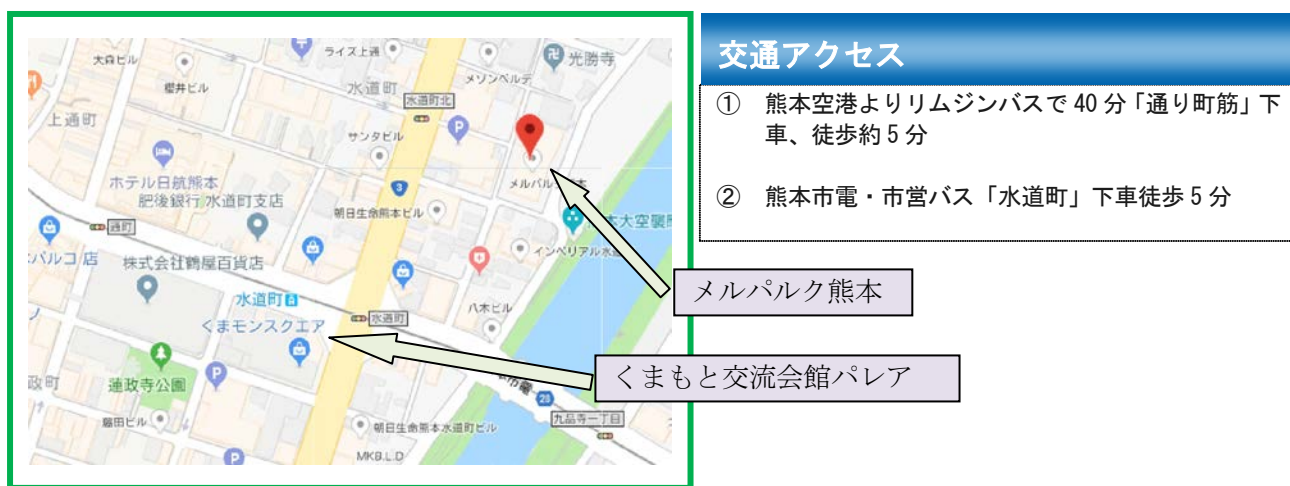 交通アクセス
① 熊本空港よりリムジンバスで 40 分「通り町筋」下
車、徒歩約 5 分
② 熊本市電・市営バス「水道町」下車徒歩 5 分
メルパルク熊本
くまもと交流会館パレア
大森ビル
櫻井ビル
ライズ上通
光勝寺
水道町
メゾンベルテ
水道町北
上通町
サンタビル
ホテル日航熊本
3
肥後銀行 水道町支店
朝日生命熊本ビル
通町
パルコ店
株式会社鶴屋百貨店
インペリアル水道
水道町
八木ビル
水道町
くまモンスクエア
蓮政寺公園
28
九品寺一丁目
朝日生命熊本水道町ビル
MKB.L.D
P
P
P
P